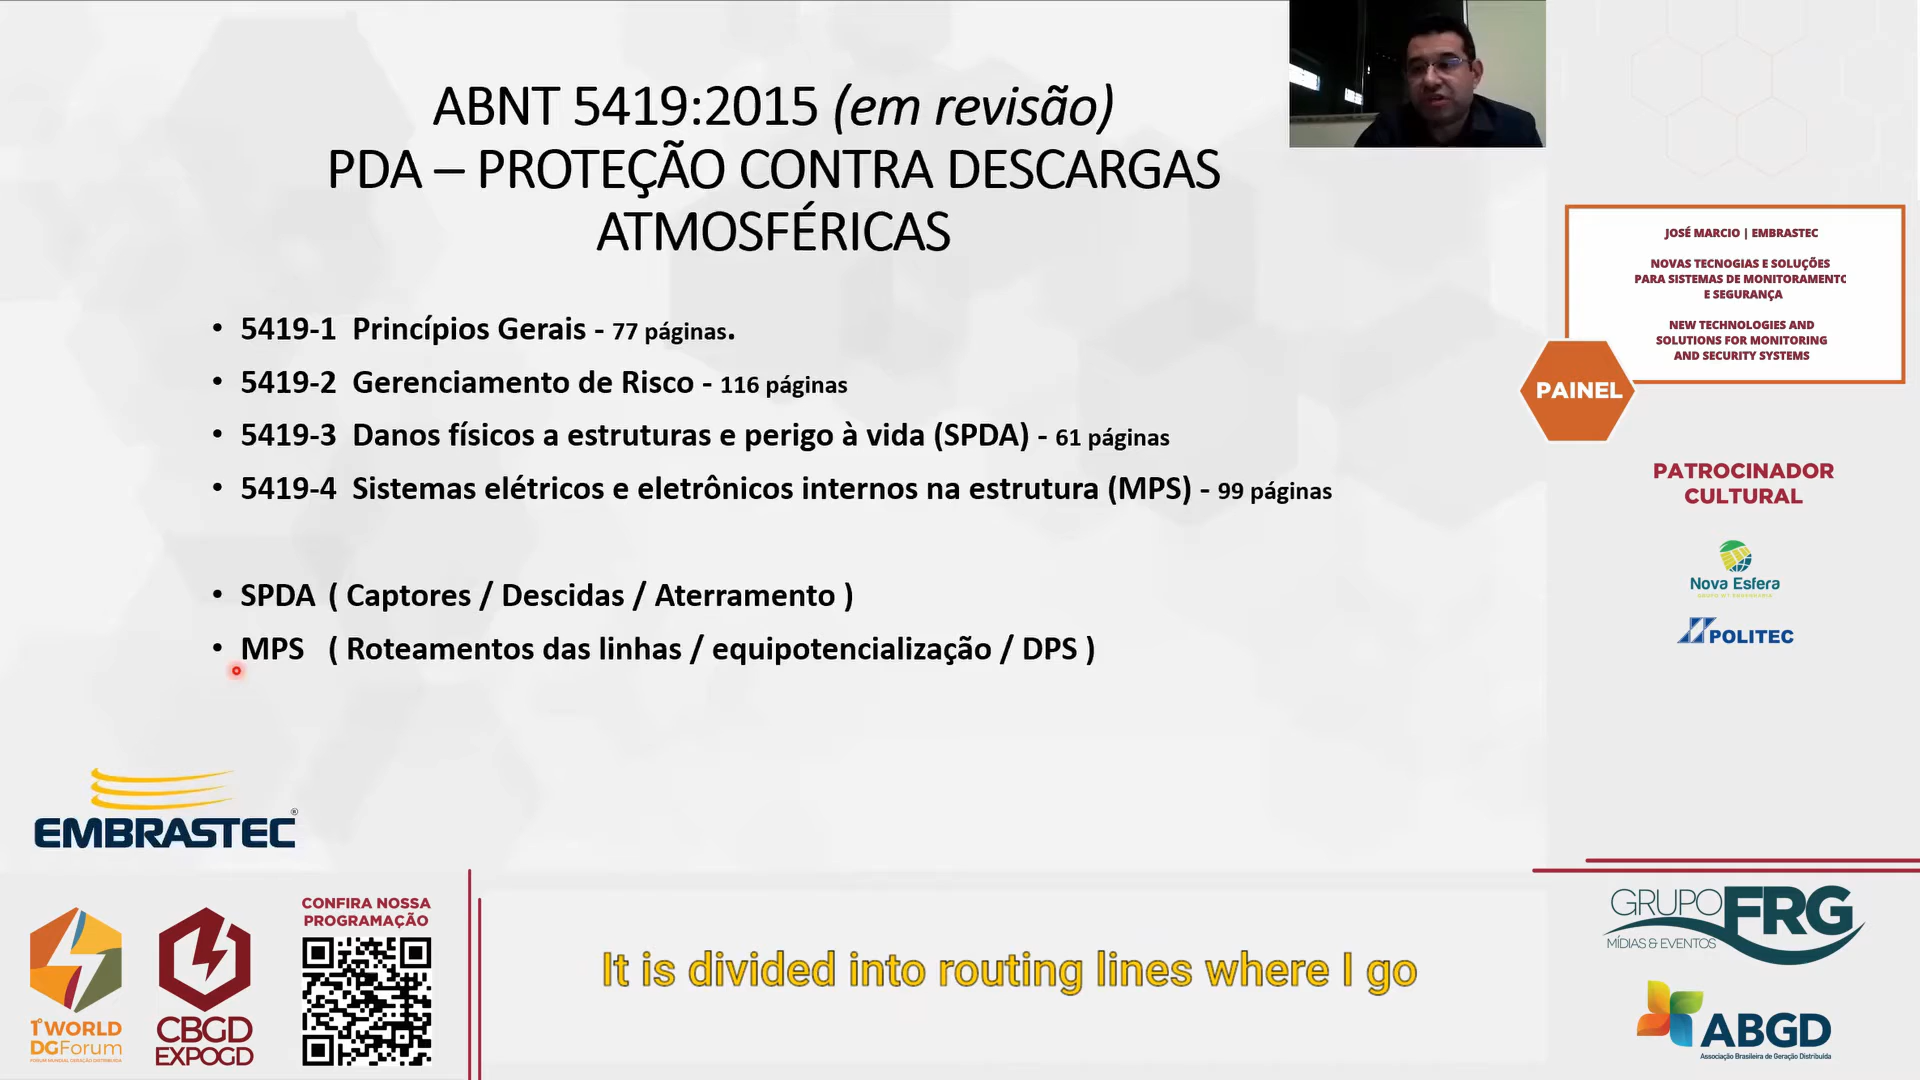 ABNT 5419:2015 (em revisão)
PDA – PROTEÇÃO CONTRA DESCARGAS
ATMOSFÉRICAS
• 5419-1 Princípios Gerais - 77 páginas.
• 5419-2 Gerenciamento de Risco - 116 páginas
• 5419-3 Danos físicos a estruturas e perigo à vida (SPDA) - 61 páginas
• 5419-4 Sistemas elétricos e eletrônicos internos na estrutura (MPS) - 99 páginas
• SPDA ( Captores / Descidas / Aterramento )
• MPS ( Roteamentos das linhas / equipotencialização / DPS )
EMBRASTEC®
JOSÉ MARCIO | EMBRASTEC
NOVAS TECNOGIAS E SOLUÇÕES
PARA SISTEMAS DE MONITORAMENTO
E SEGURANÇA
NEW TECHNOLOGIES AND
SOLUTIONS FOR MONITORING
AND SECURITY SYSTEMS
PAINEL
PATROCINADOR
CULTURAL
Nova Esfera
POLITEC
1º WORLD
DGForum
FORUM MUNDIAL GERAÇÃO DISTRIBUÍDA
CBGD
EXPOGD
CONFIRA NOSSA
PROGRAMAÇÃO
It is divided into routing lines where I go
GRUPO FRG
MÍDIAS & EVENTOS
ABGD
Associação Brasileira de Geração Distribuída